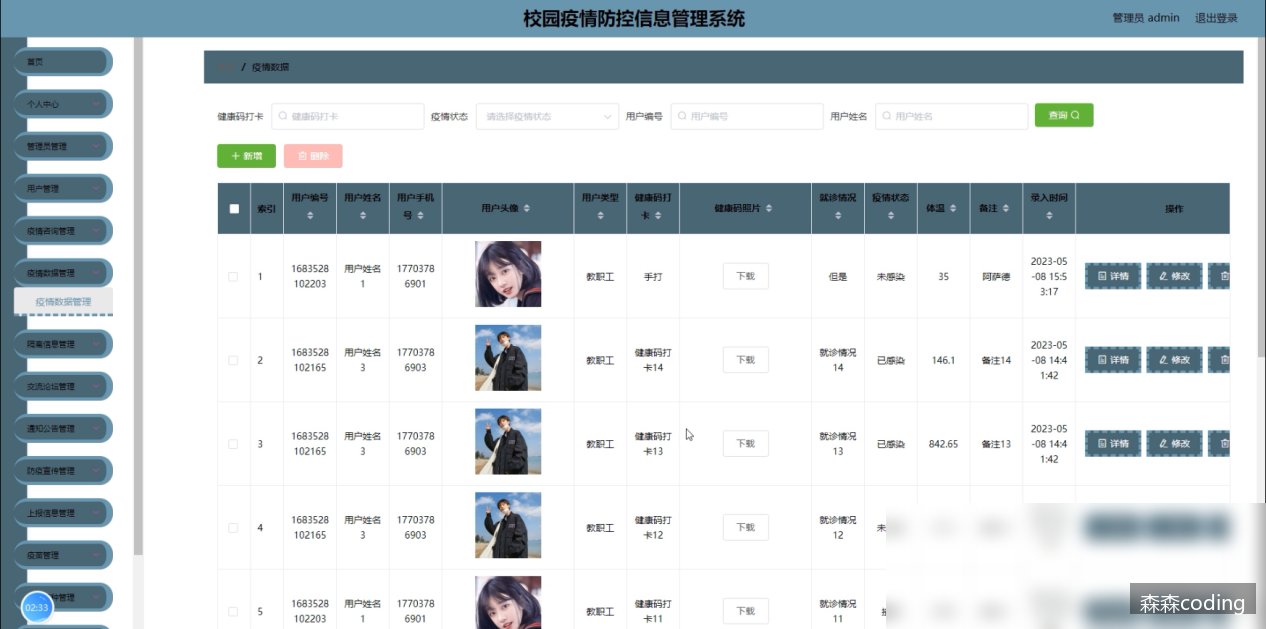 校园疫情防控信息管理系统
管理员 admin 退出登录
首页
个人中心
管理员管理
用户管理
疫情咨询管理
疫情数据管理
疫情数据管理
隔离信息管理
交流论坛管理
通知公告管理
防疫宣传管理
上报信息管理
疫苗管理
种管理
02:33
/ 疫情数据
健康码打卡 健康码打卡 疫情状态 请选择疫情状态 用户编号 用户编号 用户姓名 用户姓名 查询
+ 新增 删除
索引 用户编号 用户姓名 用户手机号 用户头像 用户类型 健康码打卡 健康码照片 就诊情况 疫情状态 体温 备注 录入时间 操作
1 1683528102203 用户姓名1 17703786901 教职工 手打 下载 但是 未感染 35 阿萨德 2023-05-08 15:53:17 详情 修改
2 1683528102165 用户姓名3 17703786903 教职工 健康码打卡14 下载 就诊情况14 已感染 146.1 备注14 2023-05-08 14:41:42 详情 修改
3 1683528102165 用户姓名3 17703786903 教职工 健康码打卡13 下载 就诊情况13 已感染 842.65 备注13 2023-05-08 14:41:42 详情 修改
4 1683528102165 用户姓名3 17703786903 教职工 健康码打卡12 下载 就诊情况12 未
5 1683528102203 用户姓名1 17703786901 教职工 健康码打卡11 下载 就诊情况11
森森coding